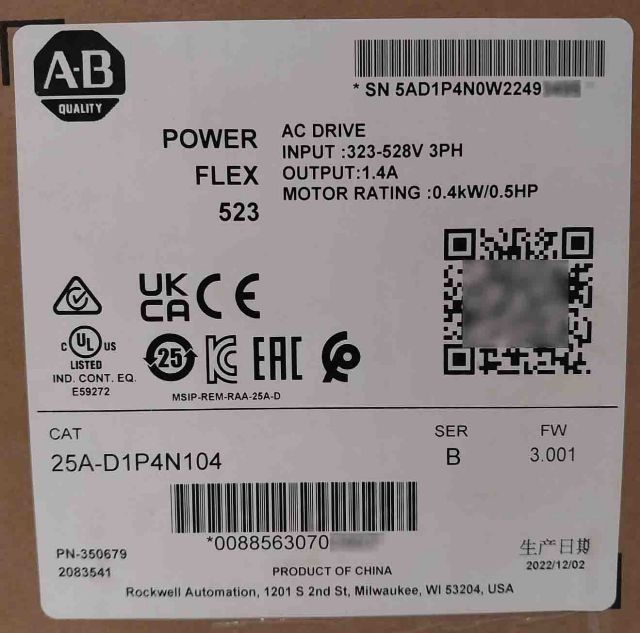 A-B
QUALITY
* SN 5AD1P4N0W2249
POWER
FLEX
523
AC DRIVE
INPUT :323-528V 3PH
OUTPUT:1.4A
MOTOR RATING :0.4kW/0.5HP
UK
CA CE
C UL US
LISTED
IND. CONT. EQ.
E59272
25
EAC
MSIP-REM-RAA-25A-D
CAT
25A-D1P4N104
SER
B
FW
3.001
*0088563070
PN-350679
2083541
生产日期
2022/12/02
PRODUCT OF CHINA
Rockwell Automation, 1201 S 2nd St, Milwaukee, WI 53204, USA